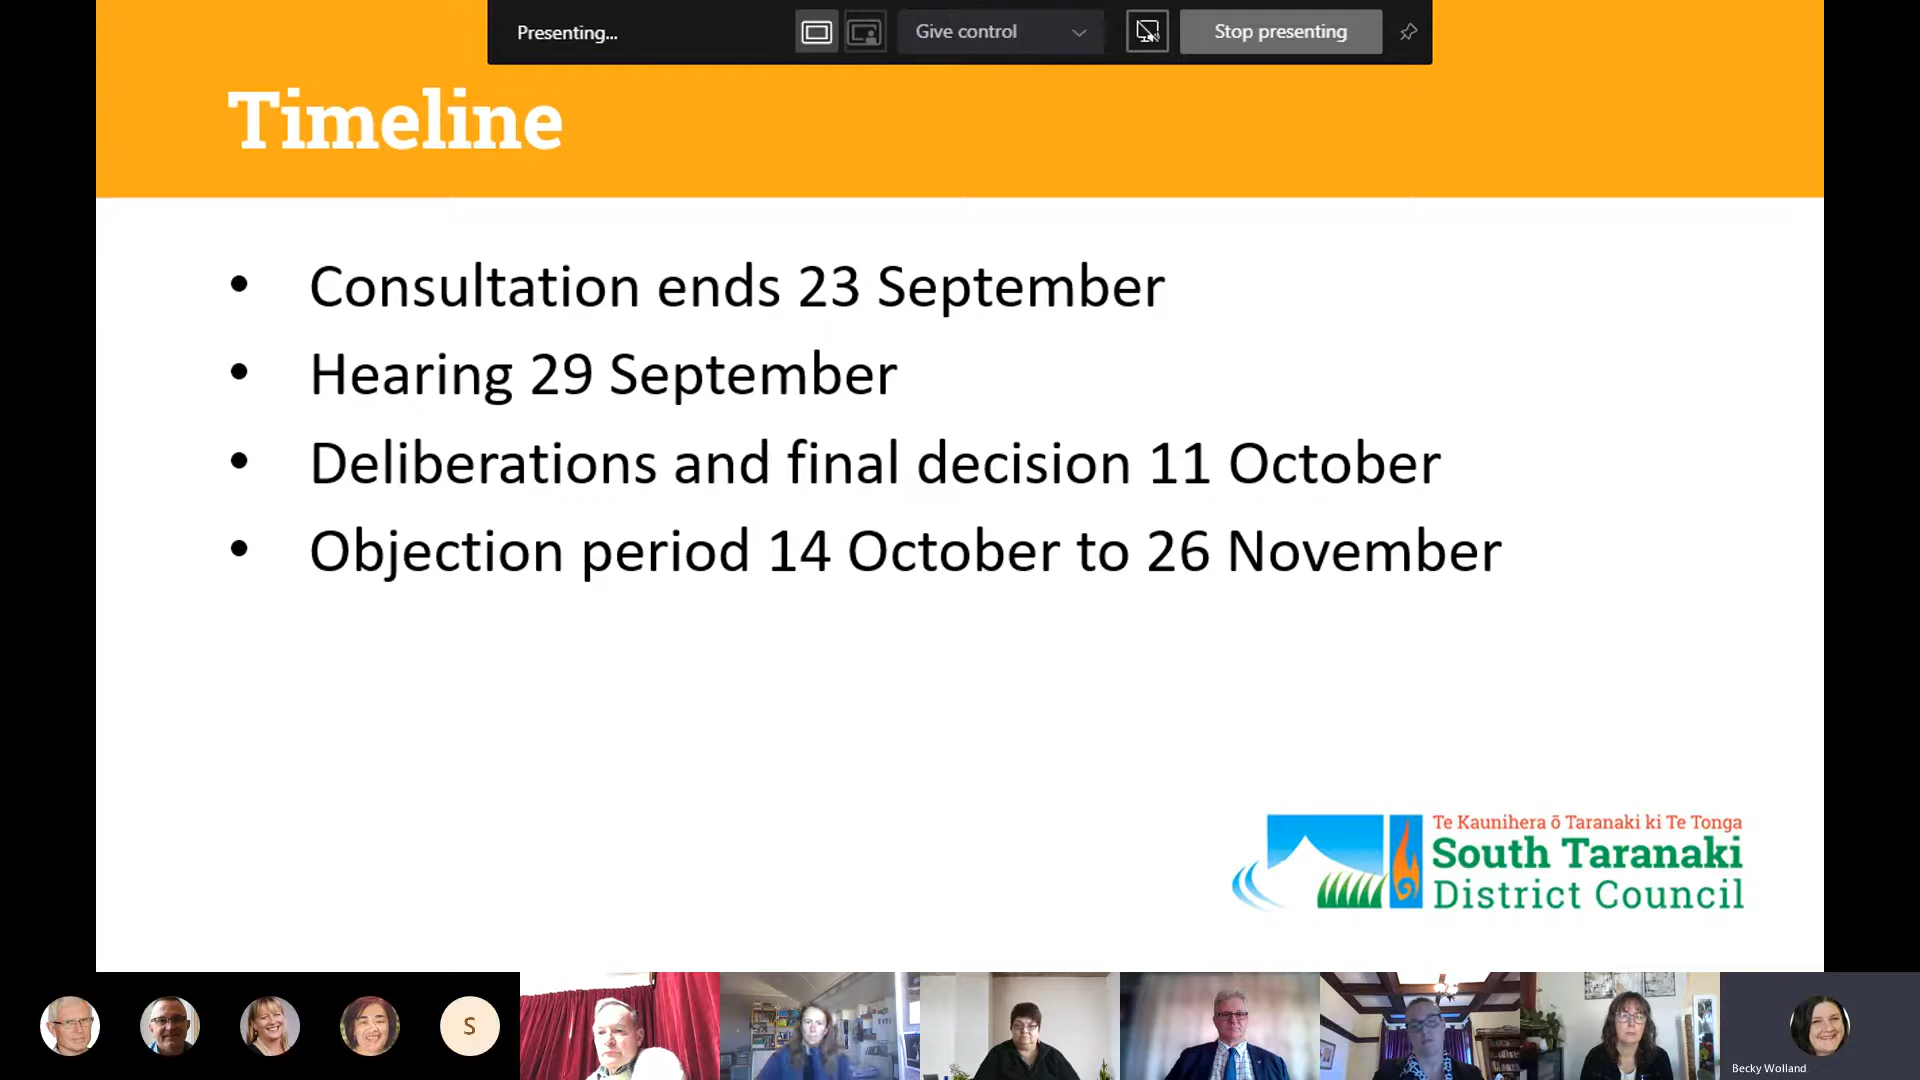 Presenting...
Give control
Stop presenting
Timeline
• Consultation ends 23 September
• Hearing 29 September
• Deliberations and final decision 11 October
• Objection period 14 October to 26 November
Te Kaunihera ō Taranaki ki Te Tonga
South Taranaki
District Council
S
Becky Wolland